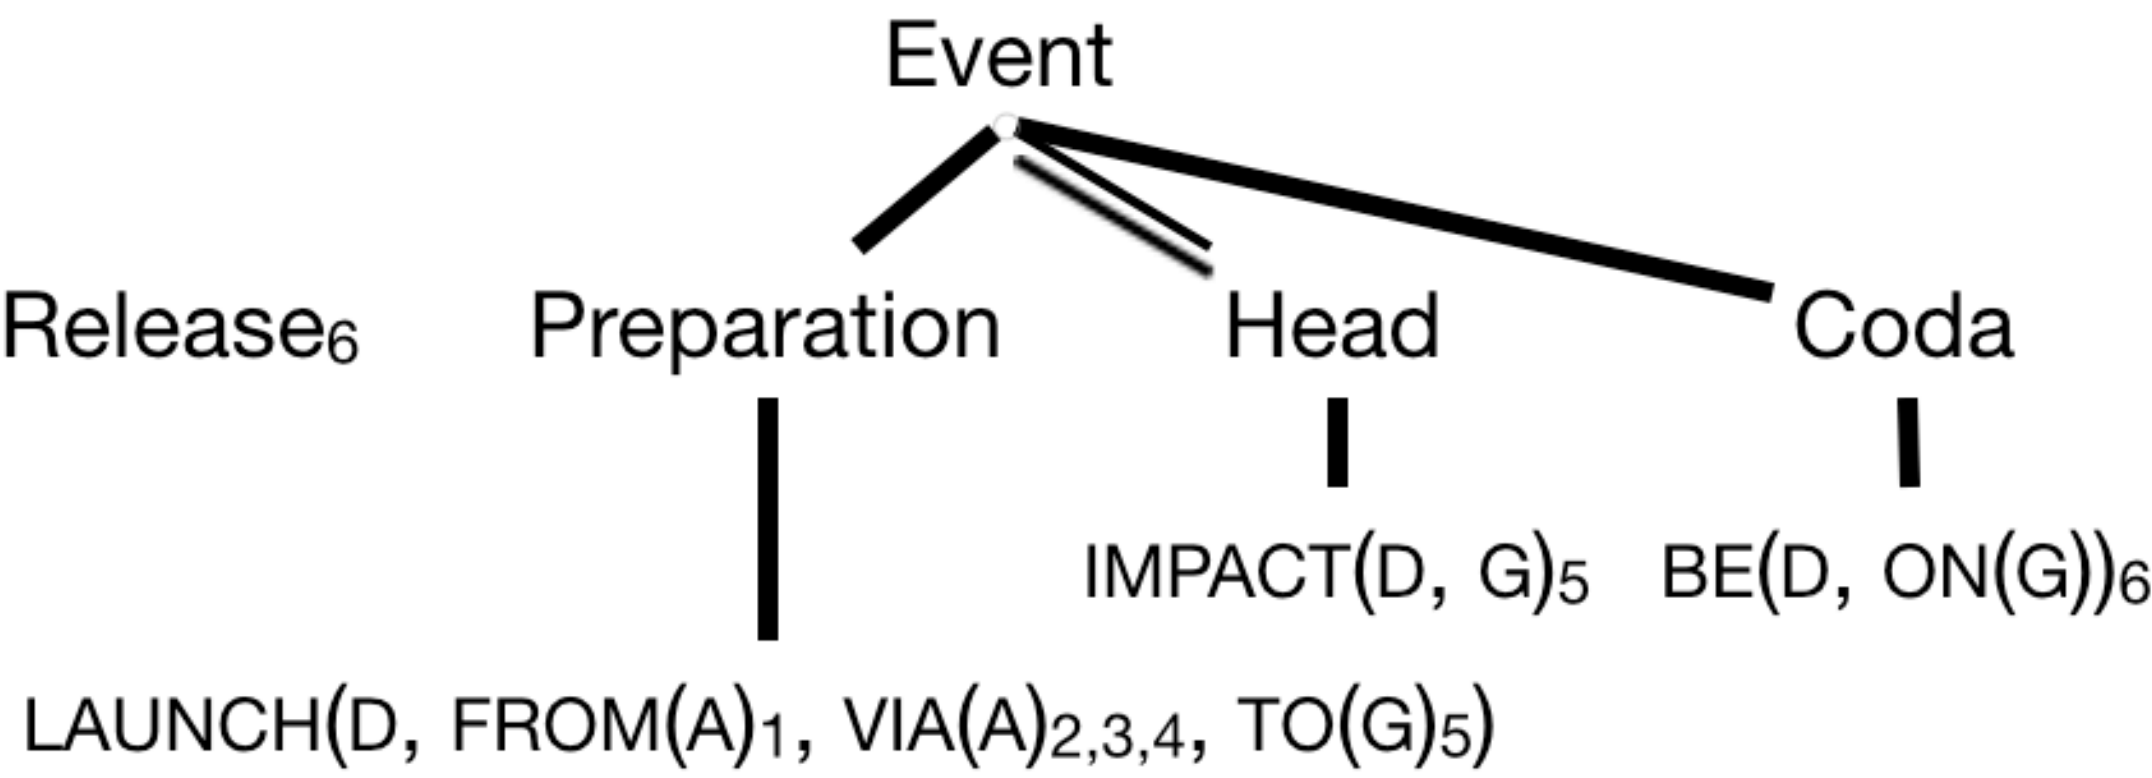 Event
Release6 Preparation Head Coda
IMPACT(D, G)5 BE(D, ON(G))6
LAUNCH(D, FROM(A)1, VIA(A)2,3,4, TO(G)5)